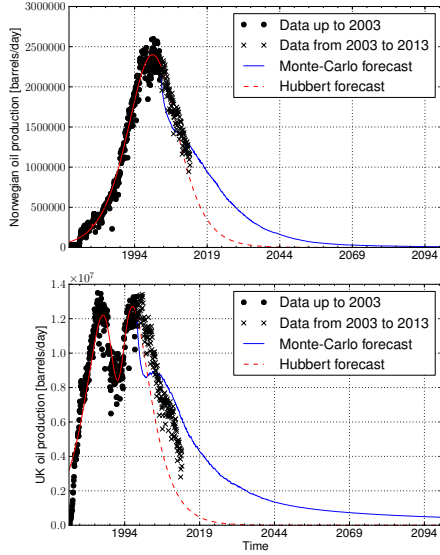 3000000
2500000
2000000
1500000
1000000
500000
0
Norwegian oil production [barrels/day]
Data up to 2003
Data from 2003 to 2013
Monte-Carlo forecast
Hubbert forecast
1994 2019 2044 2069 2094
×10⁷
1.4
1.2
1.0
0.8
0.6
0.4
0.2
0.0
UK oil production [barrels/day]
Data up to 2003
Data from 2003 to 2013
Monte-Carlo forecast
Hubbert forecast
1994 2019 2044 2069 2094
Time